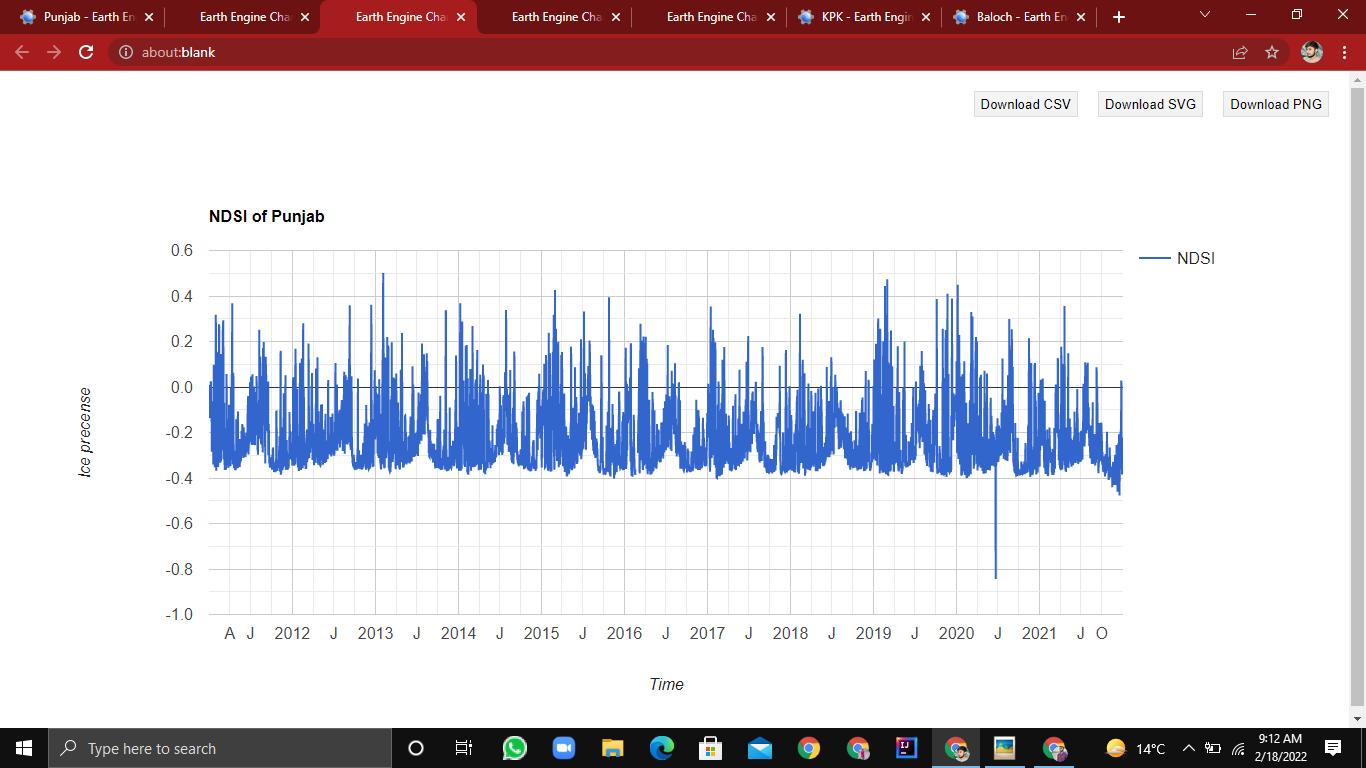 Punjab - Earth En
Earth Engine Cha
Earth Engine Cha
Earth Engine Cha
Earth Engine Cha
KPK - Earth Engin
Baloch - Earth En
about:blank
Download CSV Download SVG Download PNG
NDSI of Punjab
NDSI
0.6
0.4
0.2
0.0
-0.2
-0.4
-0.6
-0.8
-1.0
Ice precense
A J 2012 J 2013 J 2014 J 2015 J 2016 J 2017 J 2018 J 2019 J 2020 J 2021 J O
Time
Type here to search
14°C
9:12 AM
2/18/2022